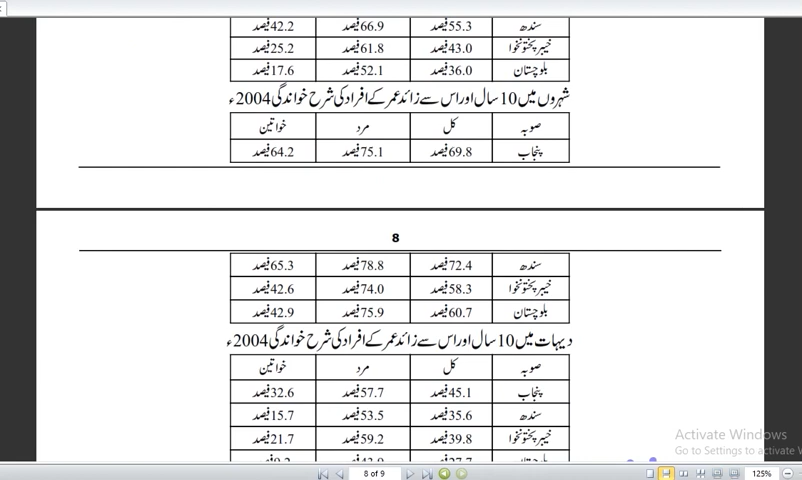 سندھ 55.3فیصد 66.9فیصد 42.2فیصد
خیبرپختونخوا 43.0فیصد 61.8فیصد 25.2فیصد
بلوچستان 36.0فیصد 52.1فیصد 17.6فیصد
شہروں میں 10 سال اور اس سے زائد عمر کے افراد کی شرح خواندگی 2004ء
صوبہ کل مرد خواتین
پنجاب 69.8فیصد 75.1فیصد 64.2فیصد
8
سندھ 72.4فیصد 78.8فیصد 65.3فیصد
خیبرپختونخوا 58.3فیصد 74.0فیصد 42.6فیصد
بلوچستان 60.7فیصد 75.9فیصد 42.9فیصد
دیہات میں 10 سال اور اس سے زائد عمر کے افراد کی شرح خواندگی 2004ء
صوبہ کل مرد خواتین
پنجاب 45.1فیصد 57.7فیصد 32.6فیصد
سندھ 35.6فیصد 53.5فیصد 15.7فیصد
خیبرپختونخوا 39.8فیصد 59.2فیصد 21.7فیصد
Activate Windows
Go to Settings to activate W
8 of 9 125%